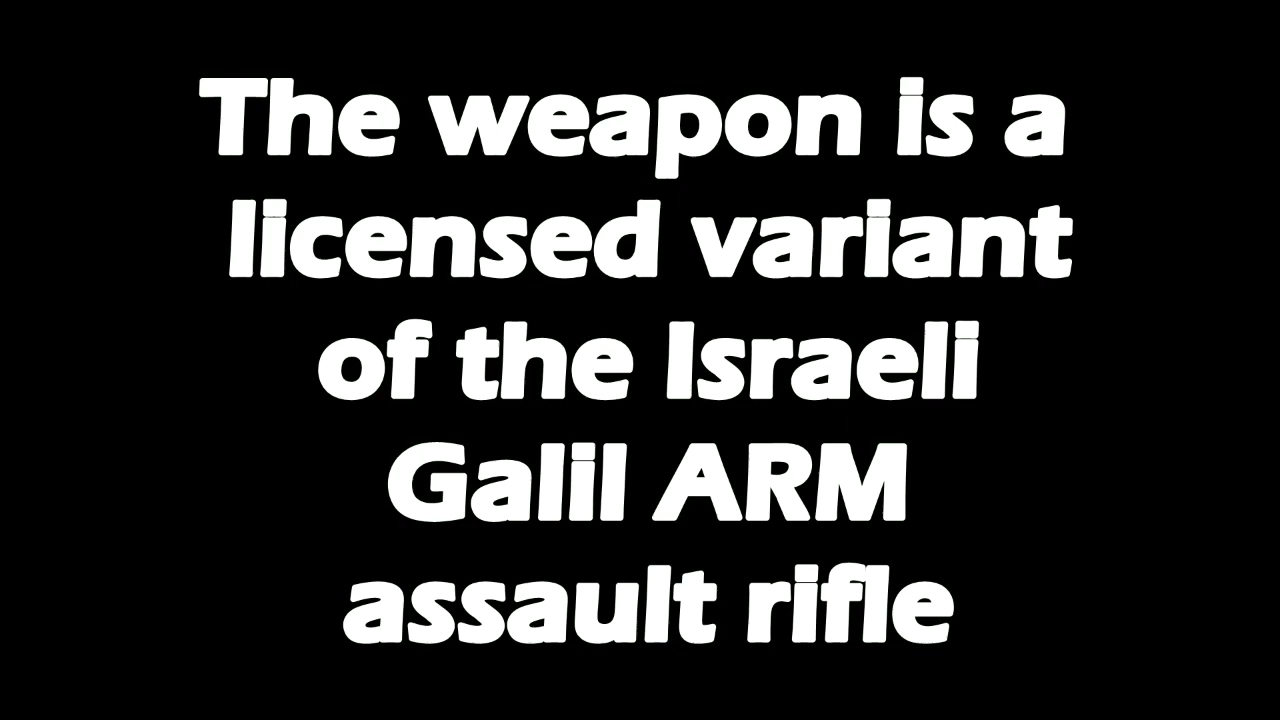 The weapon is a
licensed variant
of the Israeli
Galil ARM
assault rifle